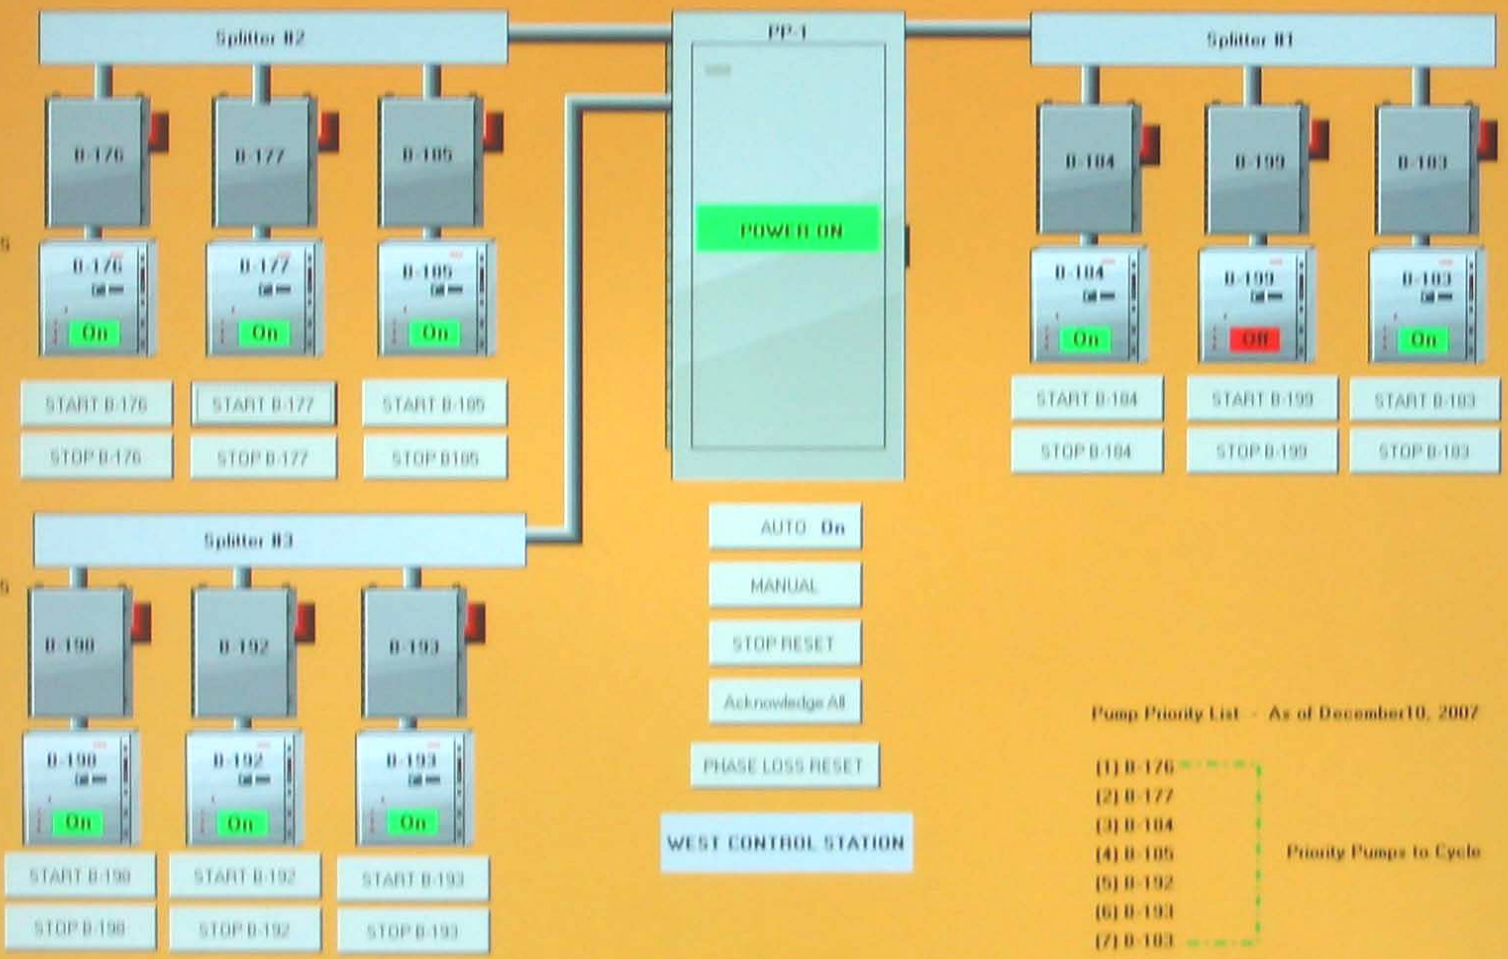 Splitter #2
PP-1
Splitter #1
B-176
B-177
B-185
B-184
B-199
B-183
POWER ON
B-176
B-177
B-185
B-184
B-199
B-183
On
On
On
On
Off
On
START B-176
START B-177
START B-185
START B-184
START B-199
START B-183
STOP B-176
STOP B-177
STOP B185
STOP B-184
STOP B-199
STOP B-183
Splitter #3
AUTO On
MANUAL
STOP RESET
Acknowledge All
PHASE LOSS RESET
WEST CONTROL STATION
B-190
B-192
B-193
B-190
B-192
B-193
On
On
On
START B-190
START B-192
START B-193
STOP B-190
STOP B-192
STOP B-193
Pump Priority List - As of December10, 2007
(1) B-176
(2) B-177
(3) B-184
(4) B-185
(5) B-192
(6) B-193
(7) B-183
Priority Pumps to Cycle